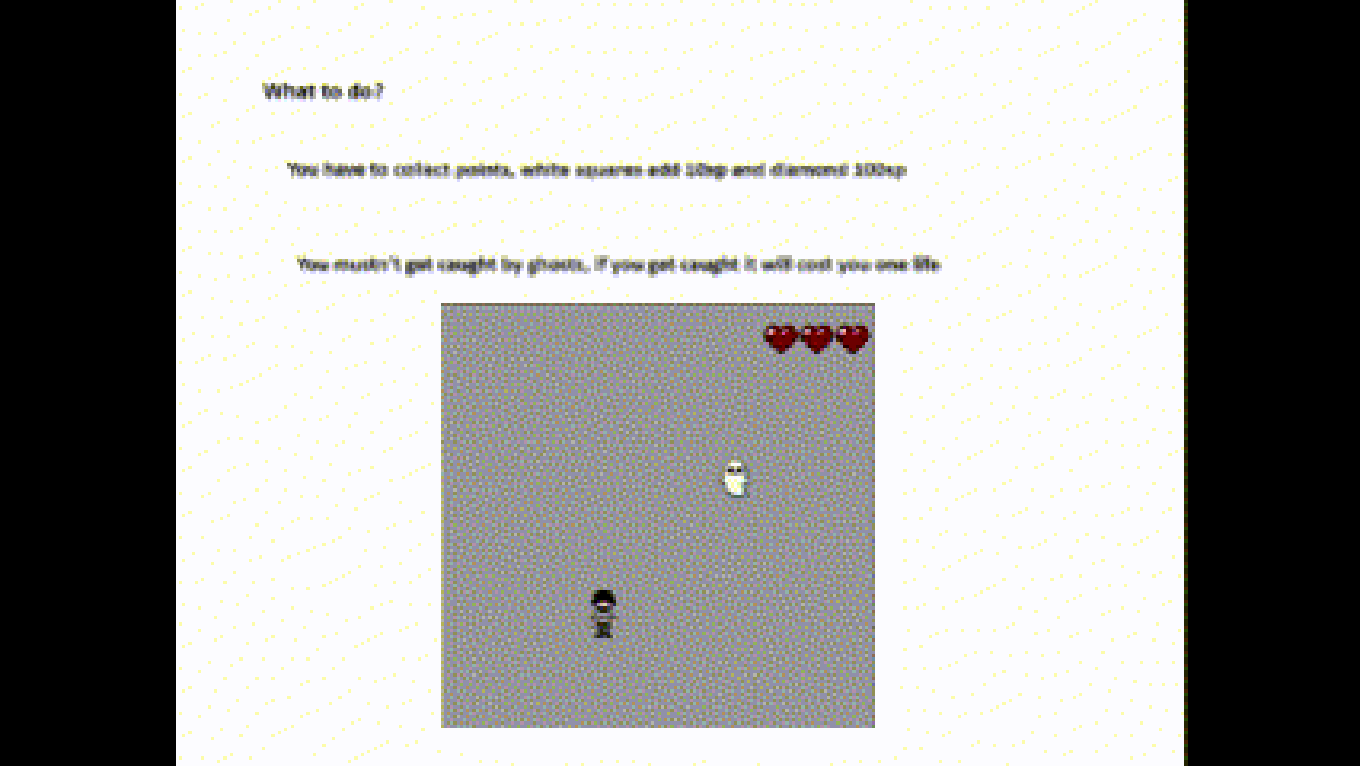 What to do?
You have to collect points, white squares add 10xp and diamond 100xp
You mustn't get caught by ghosts, if you get caught it will cost you one life